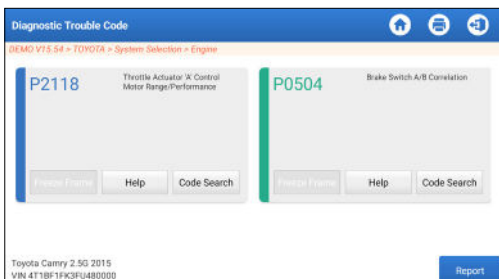 Diagnostic Trouble Code
DEMO V15.54 > TOYOTA > System Selection > Engine
P2118
Throttle Actuator 'A' Control
Motor Range/Performance
Freeze Frame
Help
Code Search
P0504
Brake Switch A/B Correlation
Freeze Frame
Help
Code Search
Toyota Camry 2.5G 2015
VIN 4T1BF1FK3FU480000
Report